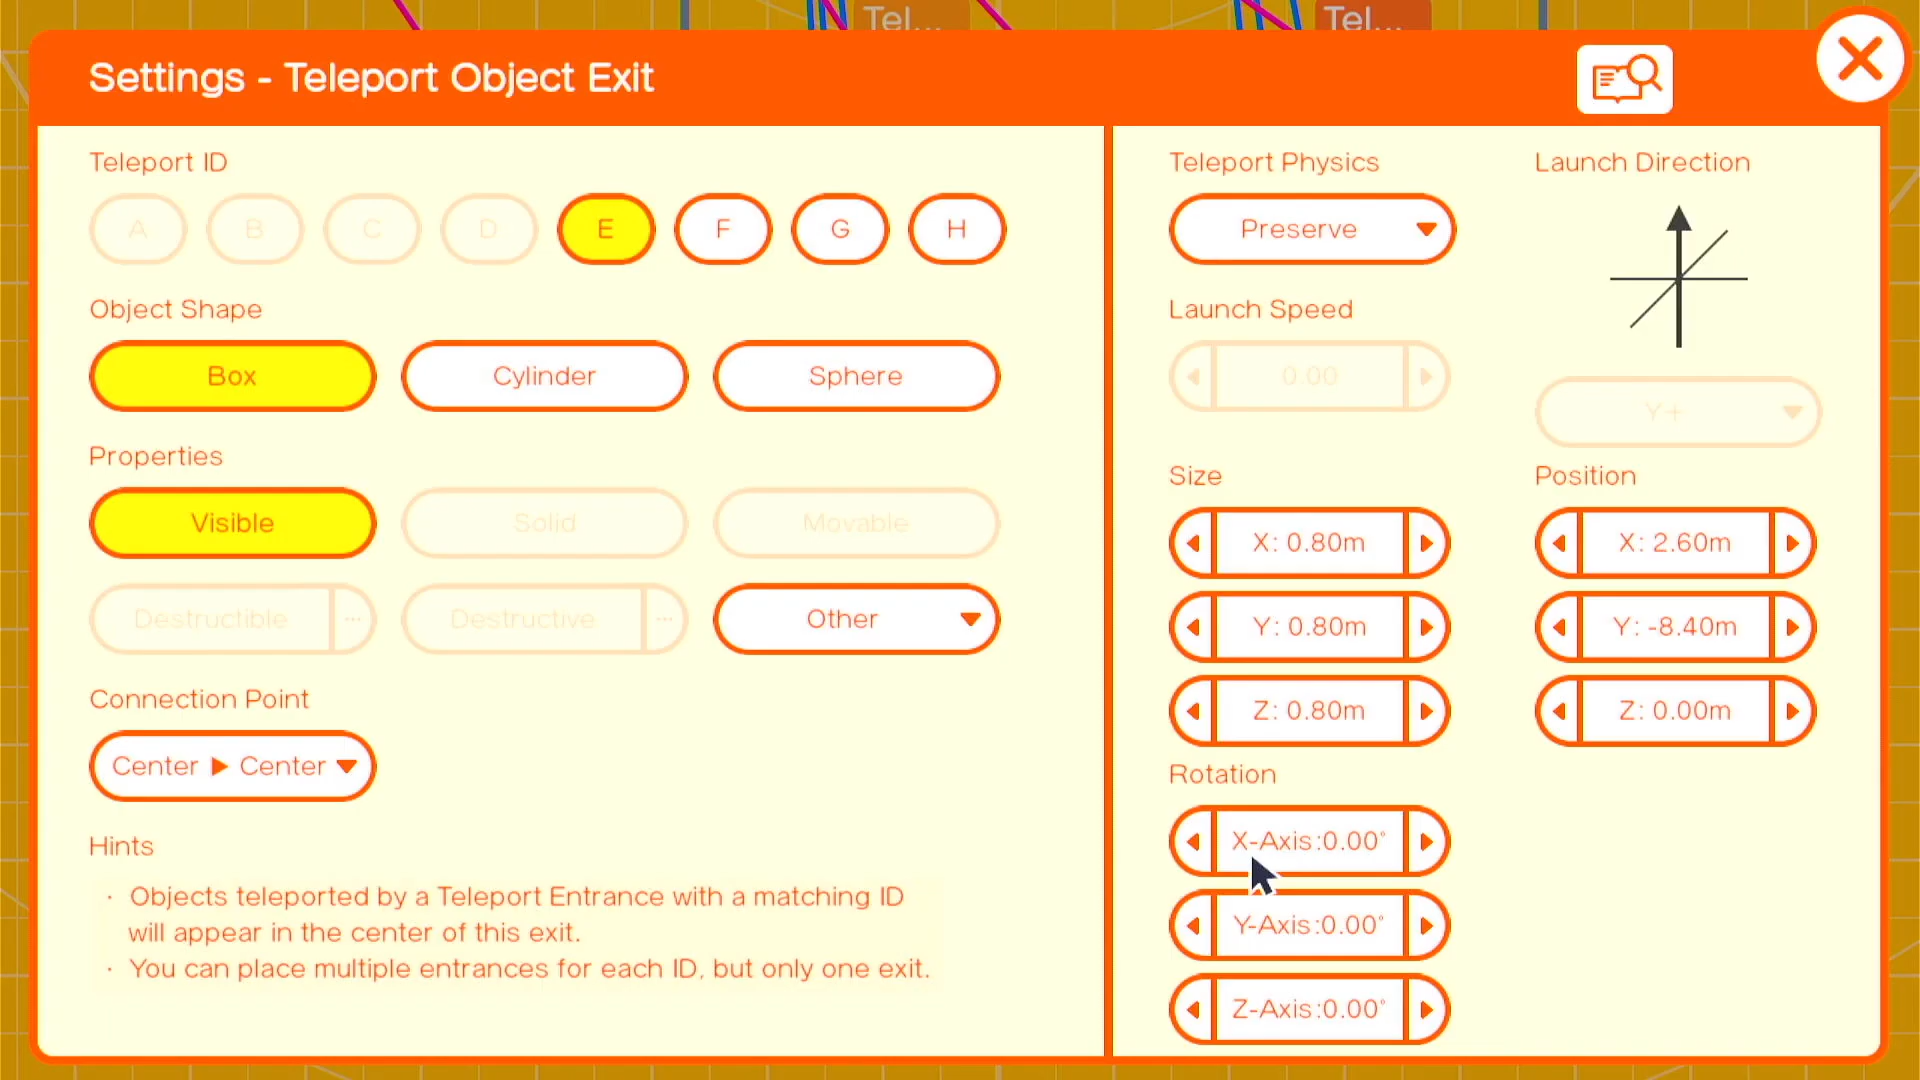 Tel...
Tel...
Settings - Teleport Object Exit
Teleport ID
A
B
C
D
E
F
G
H
Object Shape
Box
Cylinder
Sphere
Properties
Visible
Solid
Movable
Destructible
...
Destructive
...
Other
Connection Point
Center ▶ Center
Hints
· Objects teleported by a Teleport Entrance with a matching ID
will appear in the center of this exit.
· You can place multiple entrances for each ID, but only one exit.
Teleport Physics
Preserve
Launch Speed
0.00
Launch Direction
Y+
Size
X: 0.80m
Y: 0.80m
Z: 0.80m
Position
X: 2.60m
Y: -8.40m
Z: 0.00m
Rotation
X-Axis:0.00°
Y-Axis:0.00°
Z-Axis:0.00°